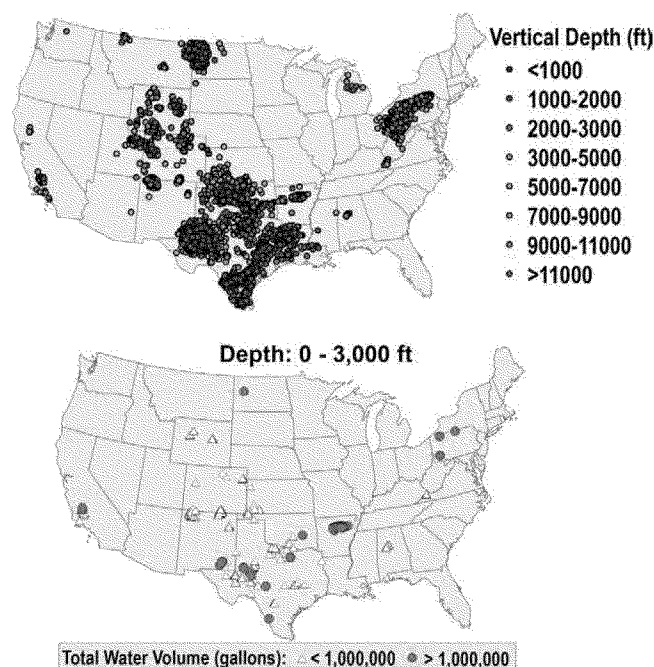 Vertical Depth (ft)
<1000
1000-2000
2000-3000
3000-5000
5000-7000
7000-9000
9000-11000
>11000
Depth: 0 - 3,000 ft
Total Water Volume (gallons): < 1,000,000 > 1,000,000